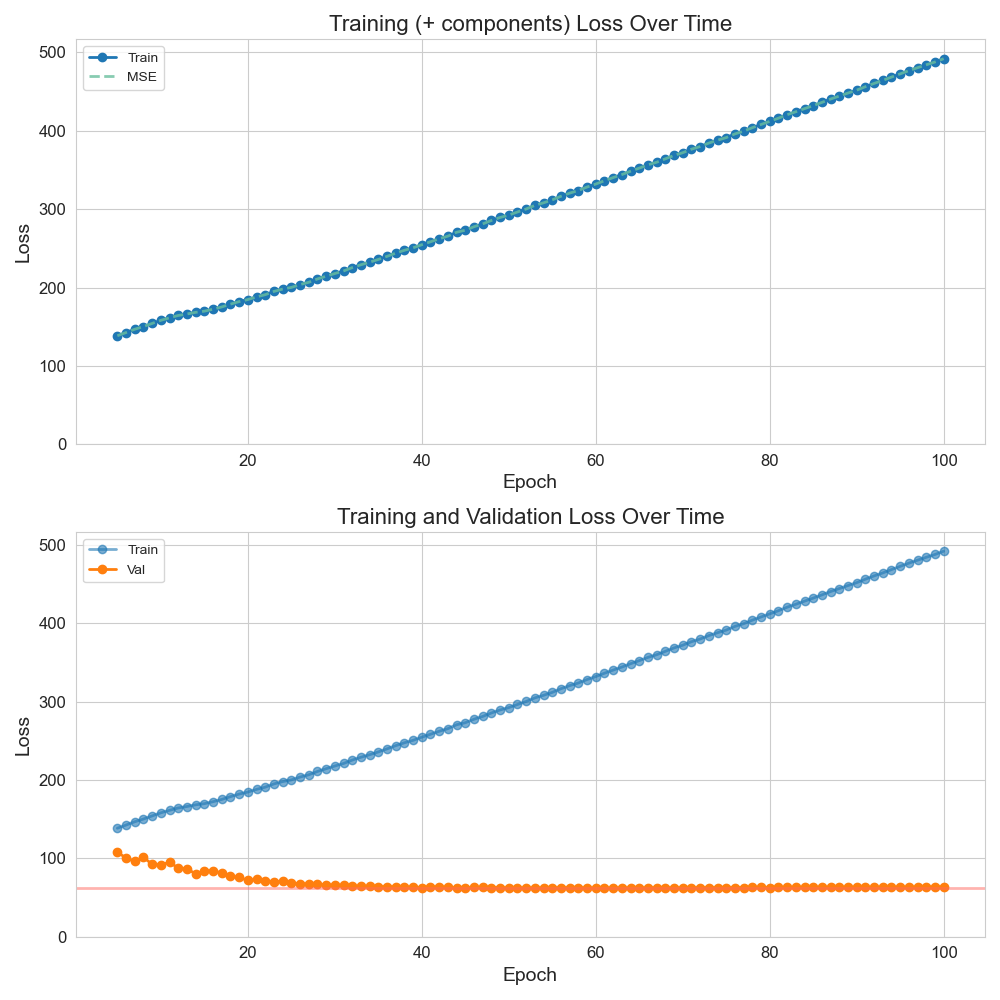 Training (+ components) Loss Over Time
Train
MSE
500
400
300
200
100
0
Loss
20 40 60 80 100
Epoch
Training and Validation Loss Over Time
Train
Val
500
400
300
200
100
0
Loss
20 40 60 80 100
Epoch